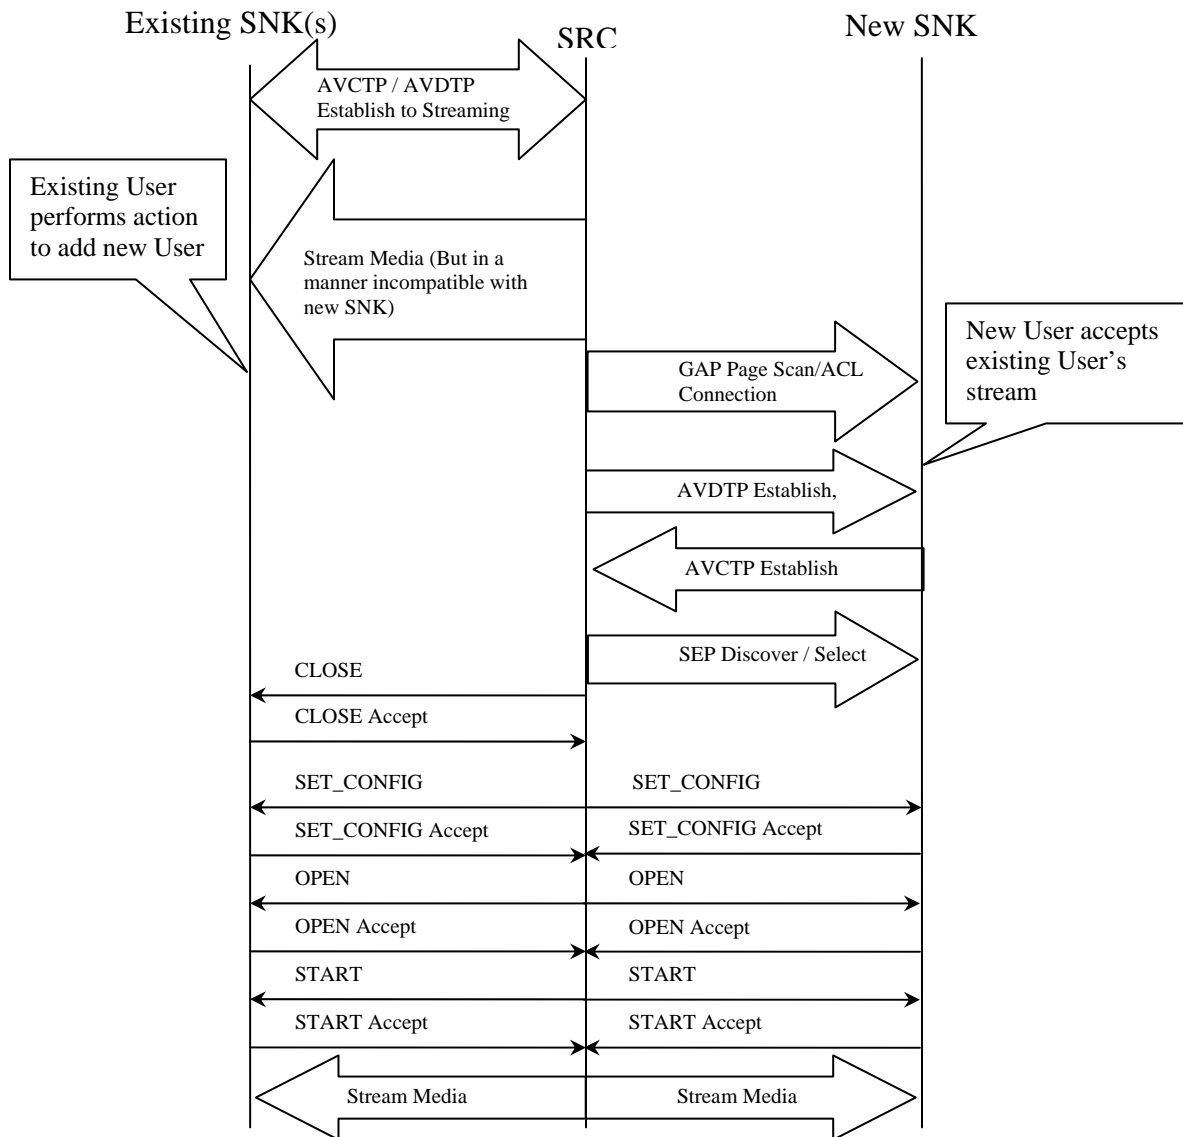 Existing SNK(s)
SRC
New SNK
AVCTP / AVDTP
Establish to Streaming
Existing User
performs action
to add new User
Stream Media (But in a
manner incompatible with
new SNK)
New User accepts
existing User's
stream
GAP Page Scan/ACL
Connection
AVDTP Establish,
AVCTP Establish
SEP Discover / Select
CLOSE
CLOSE Accept
SET_CONFIG
SET_CONFIG
SET_CONFIG Accept
SET_CONFIG Accept
OPEN
OPEN
OPEN Accept
OPEN Accept
START
START
START Accept
START Accept
Stream Media
Stream Media